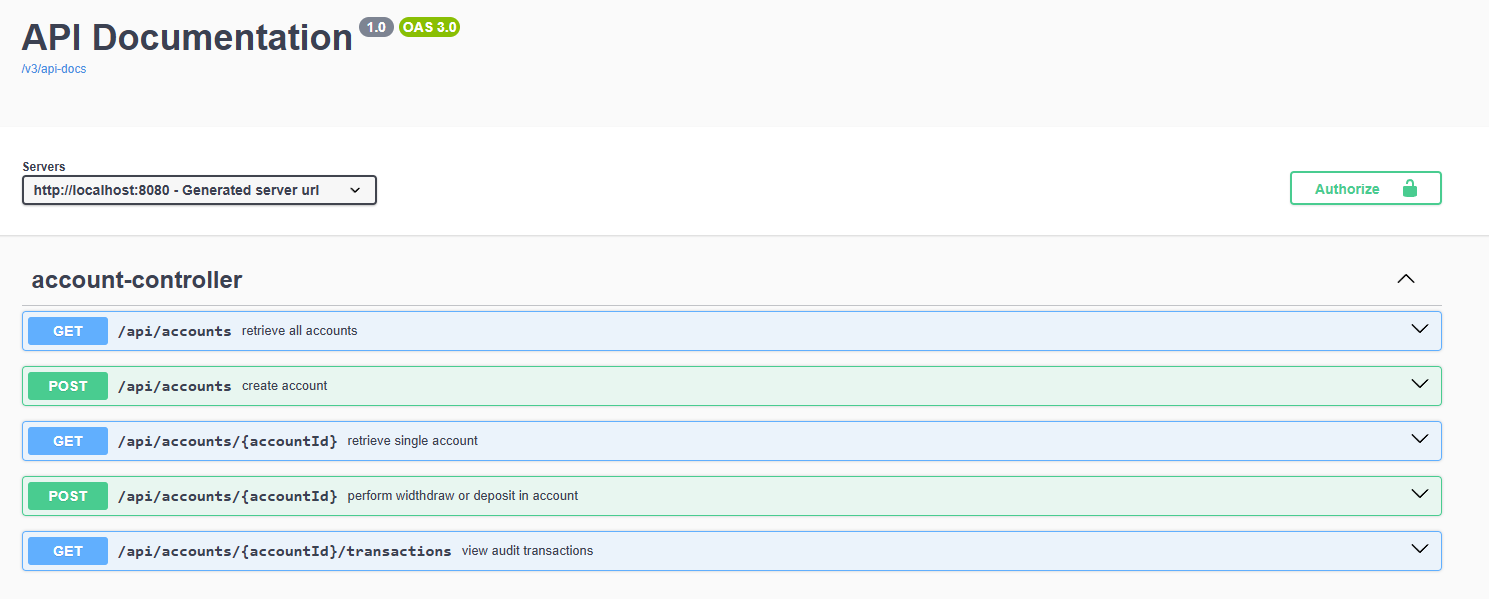 API Documentation 1.0 OAS 3.0
/v3/api-docs
Servers
http://localhost:8080 - Generated server url
Authorize
account-controller
GET /api/accounts retrieve all accounts
POST /api/accounts create account
GET /api/accounts/{accountId} retrieve single account
POST /api/accounts/{accountId} perform widthdraw or deposit in account
GET /api/accounts/{accountId}/transactions view audit transactions